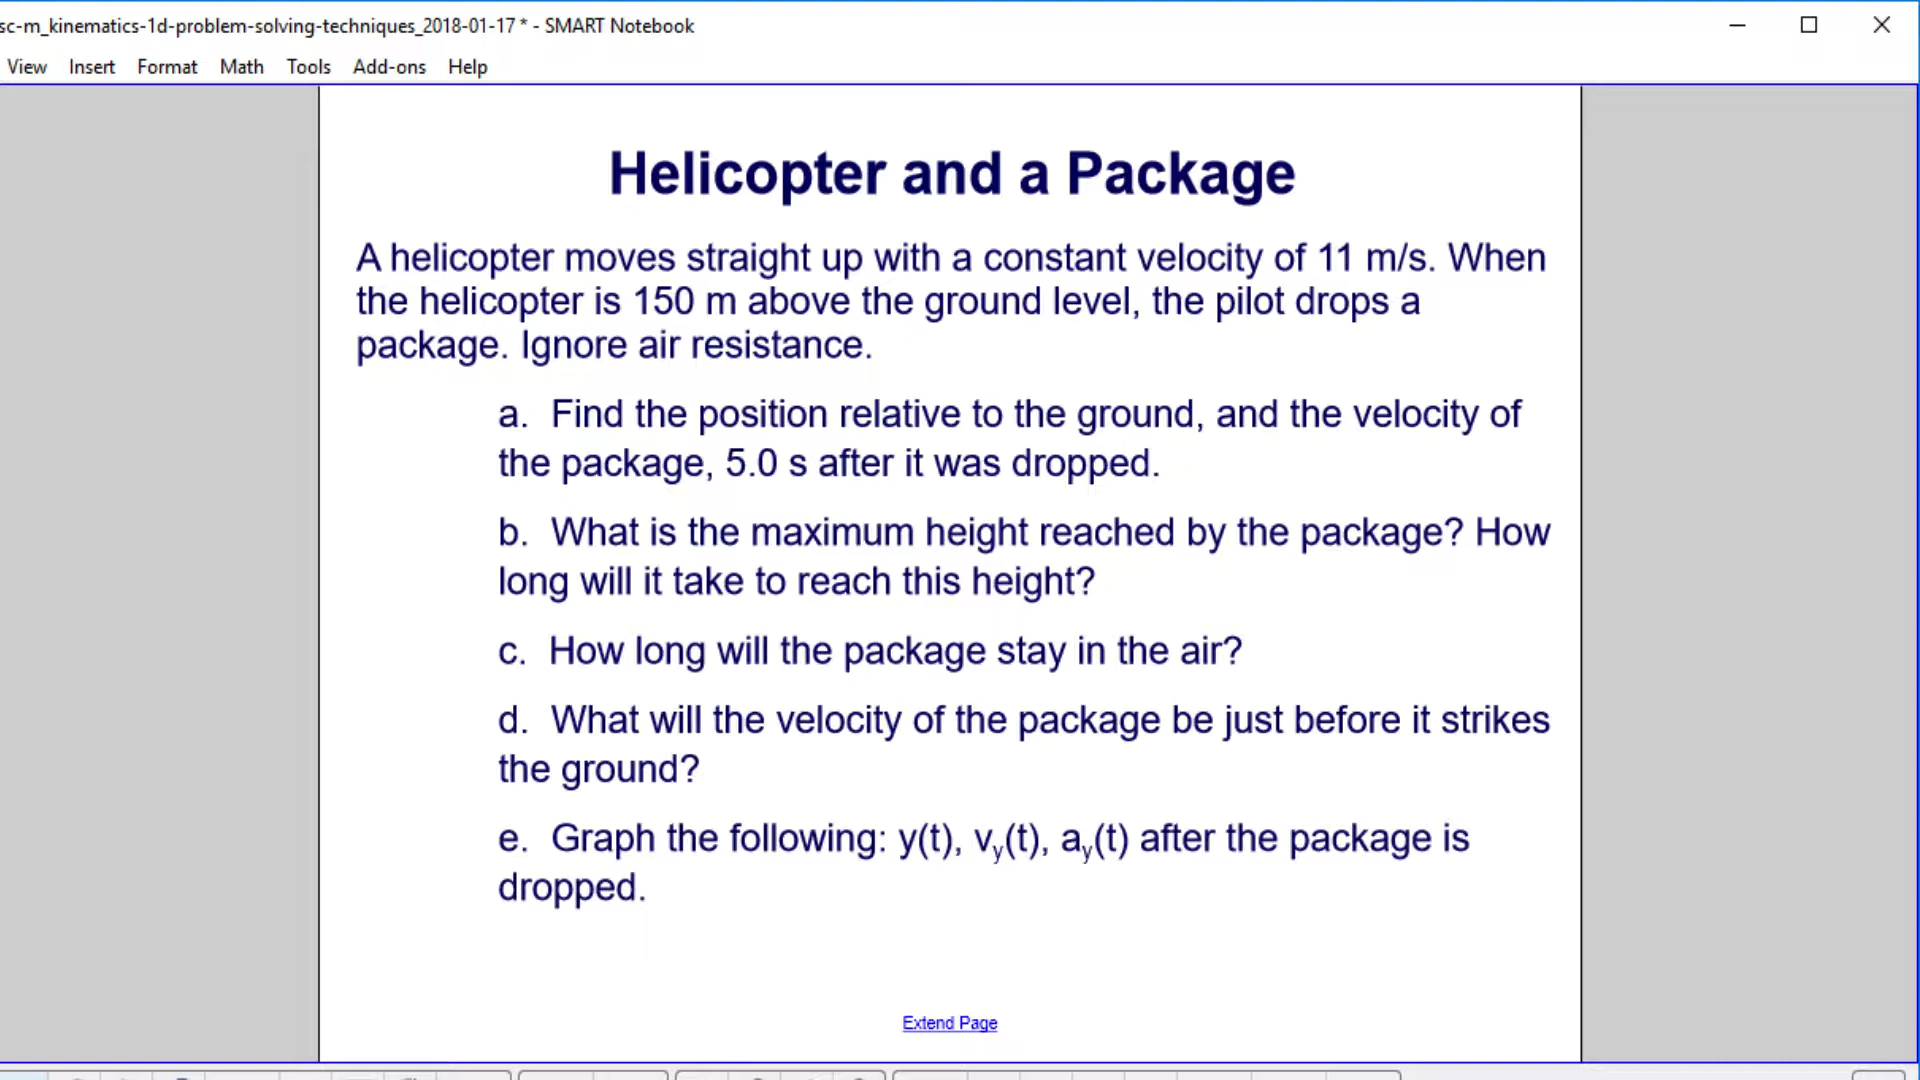 sc-m_kinematics-1d-problem-solving-techniques_2018-01-17 * - SMART Notebook
View Insert Format Math Tools Add-ons Help
Helicopter and a Package
A helicopter moves straight up with a constant velocity of 11 m/s. When
the helicopter is 150 m above the ground level, the pilot drops a
package. Ignore air resistance.
a. Find the position relative to the ground, and the velocity of
the package, 5.0 s after it was dropped.
b. What is the maximum height reached by the package? How
long will it take to reach this height?
c. How long will the package stay in the air?
d. What will the velocity of the package be just before it strikes
the ground?
e. Graph the following: y(t), vy(t), ay(t) after the package is
dropped.
Extend Page